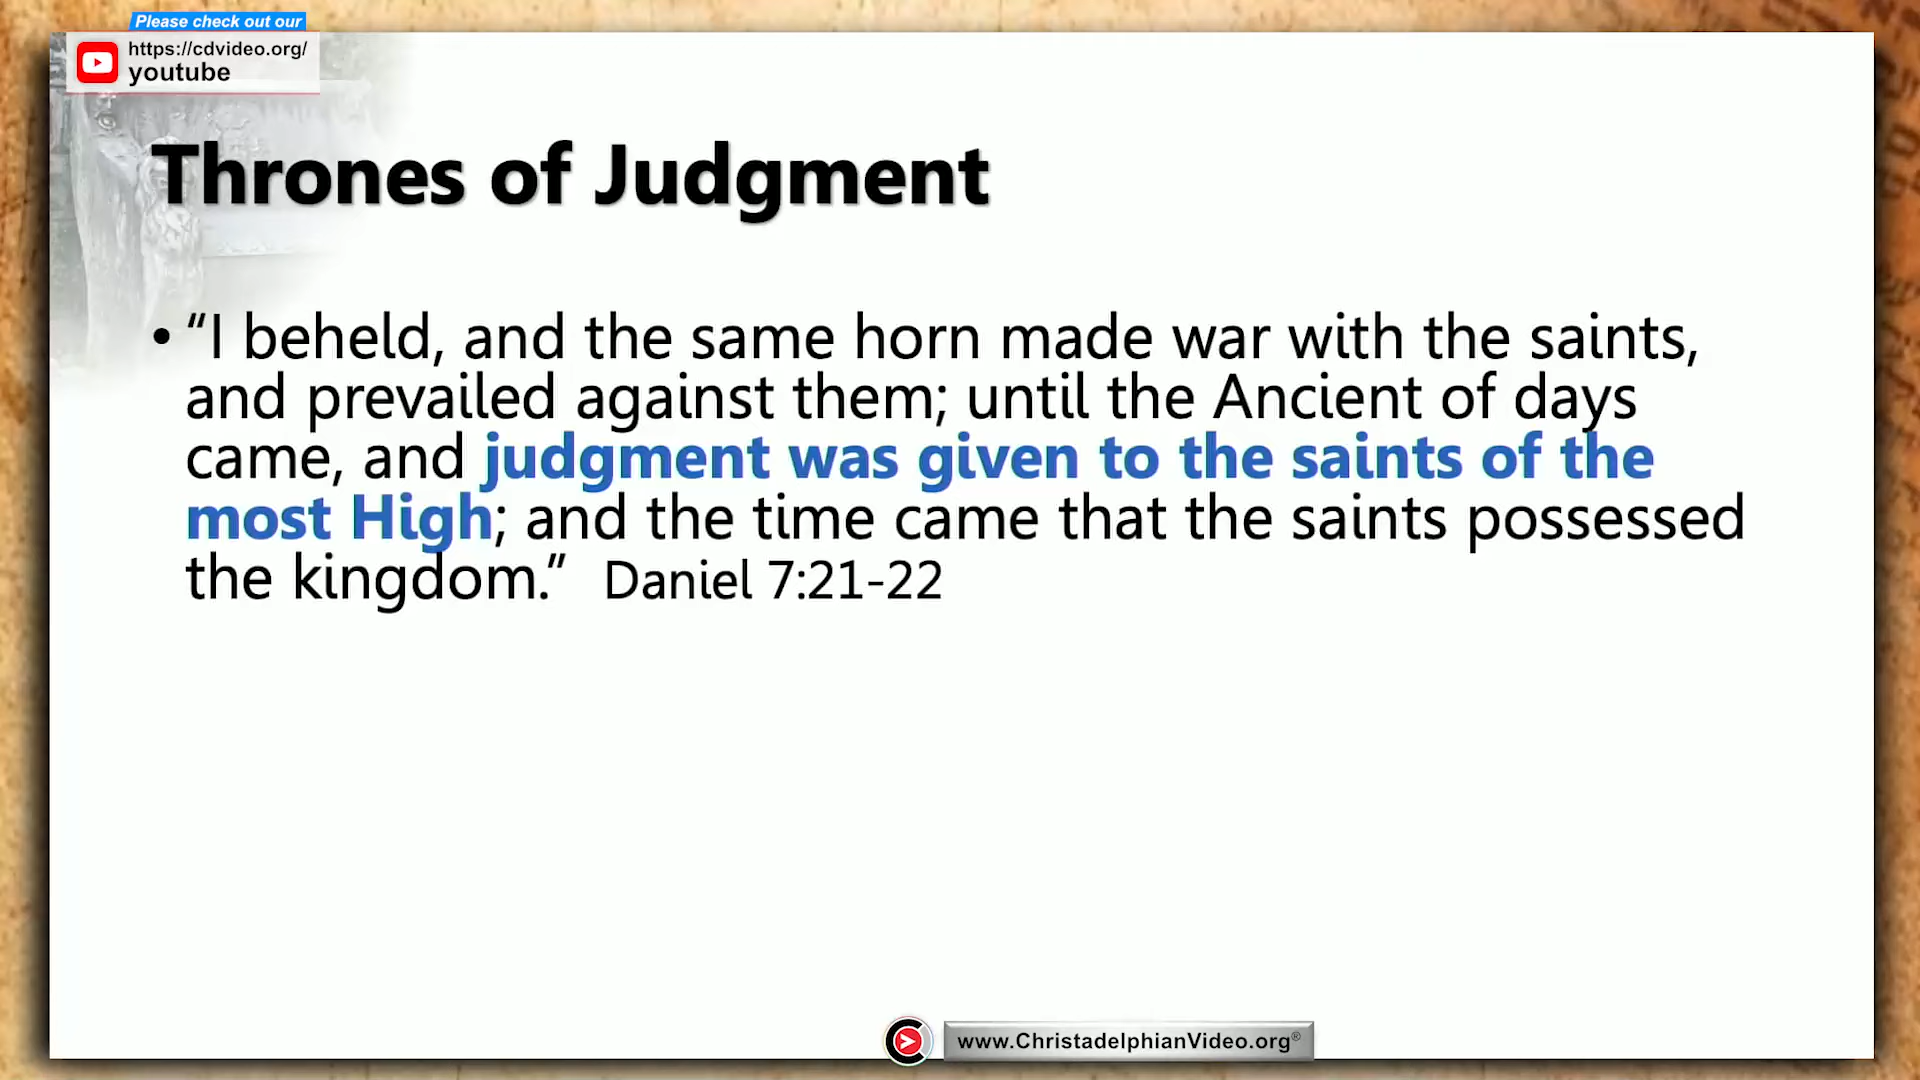 Please check out our
https://cdvideo.org/
youtube
Thrones of Judgment
• “I beheld, and the same horn made war with the saints,
and prevailed against them; until the Ancient of days
came, and judgment was given to the saints of the
most High; and the time came that the saints possessed
the kingdom.” Daniel 7:21-22
www.ChristadelphianVideo.org®